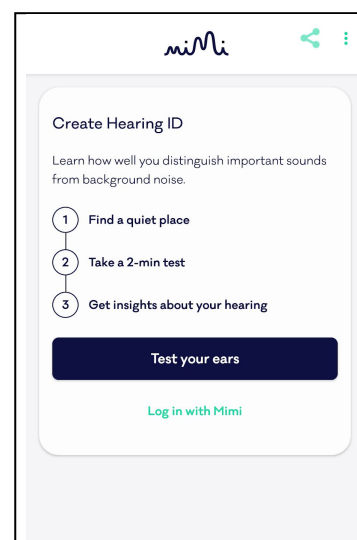 mimi
Create Hearing ID
Learn how well you distinguish important sounds
from background noise.
1 Find a quiet place
2 Take a 2-min test
3 Get insights about your hearing
Test your ears
Log in with Mimi